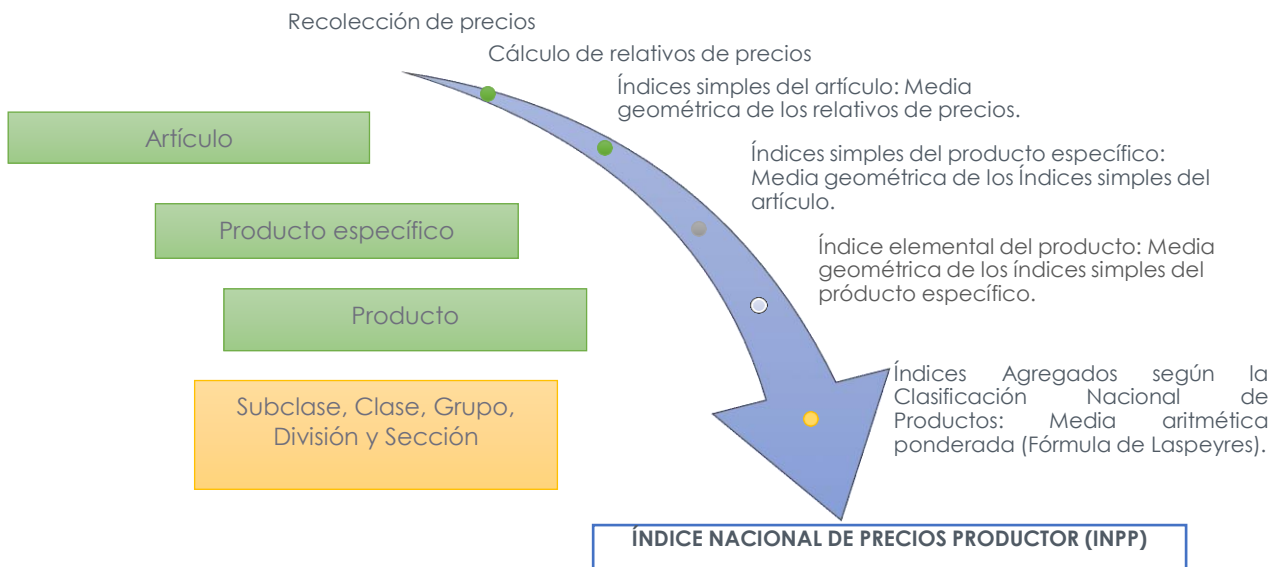 Recolección de precios
Cálculo de relativos de precios
Índices simples del artículo: Media
geométrica de los relativos de precios.
Artículo
Índices simples del producto específico:
Media geométrica de los Índices simples del
artículo.
Producto específico
Índice elemental del producto: Media
geométrica de los índices simples del
próducto específico.
Producto
Índices Agregados según la
Clasificación Nacional de
Productos: Media aritmética
ponderada (Fórmula de Laspeyres).
Subclase, Clase, Grupo,
División y Sección
ÍNDICE NACIONAL DE PRECIOS PRODUCTOR (INPP)